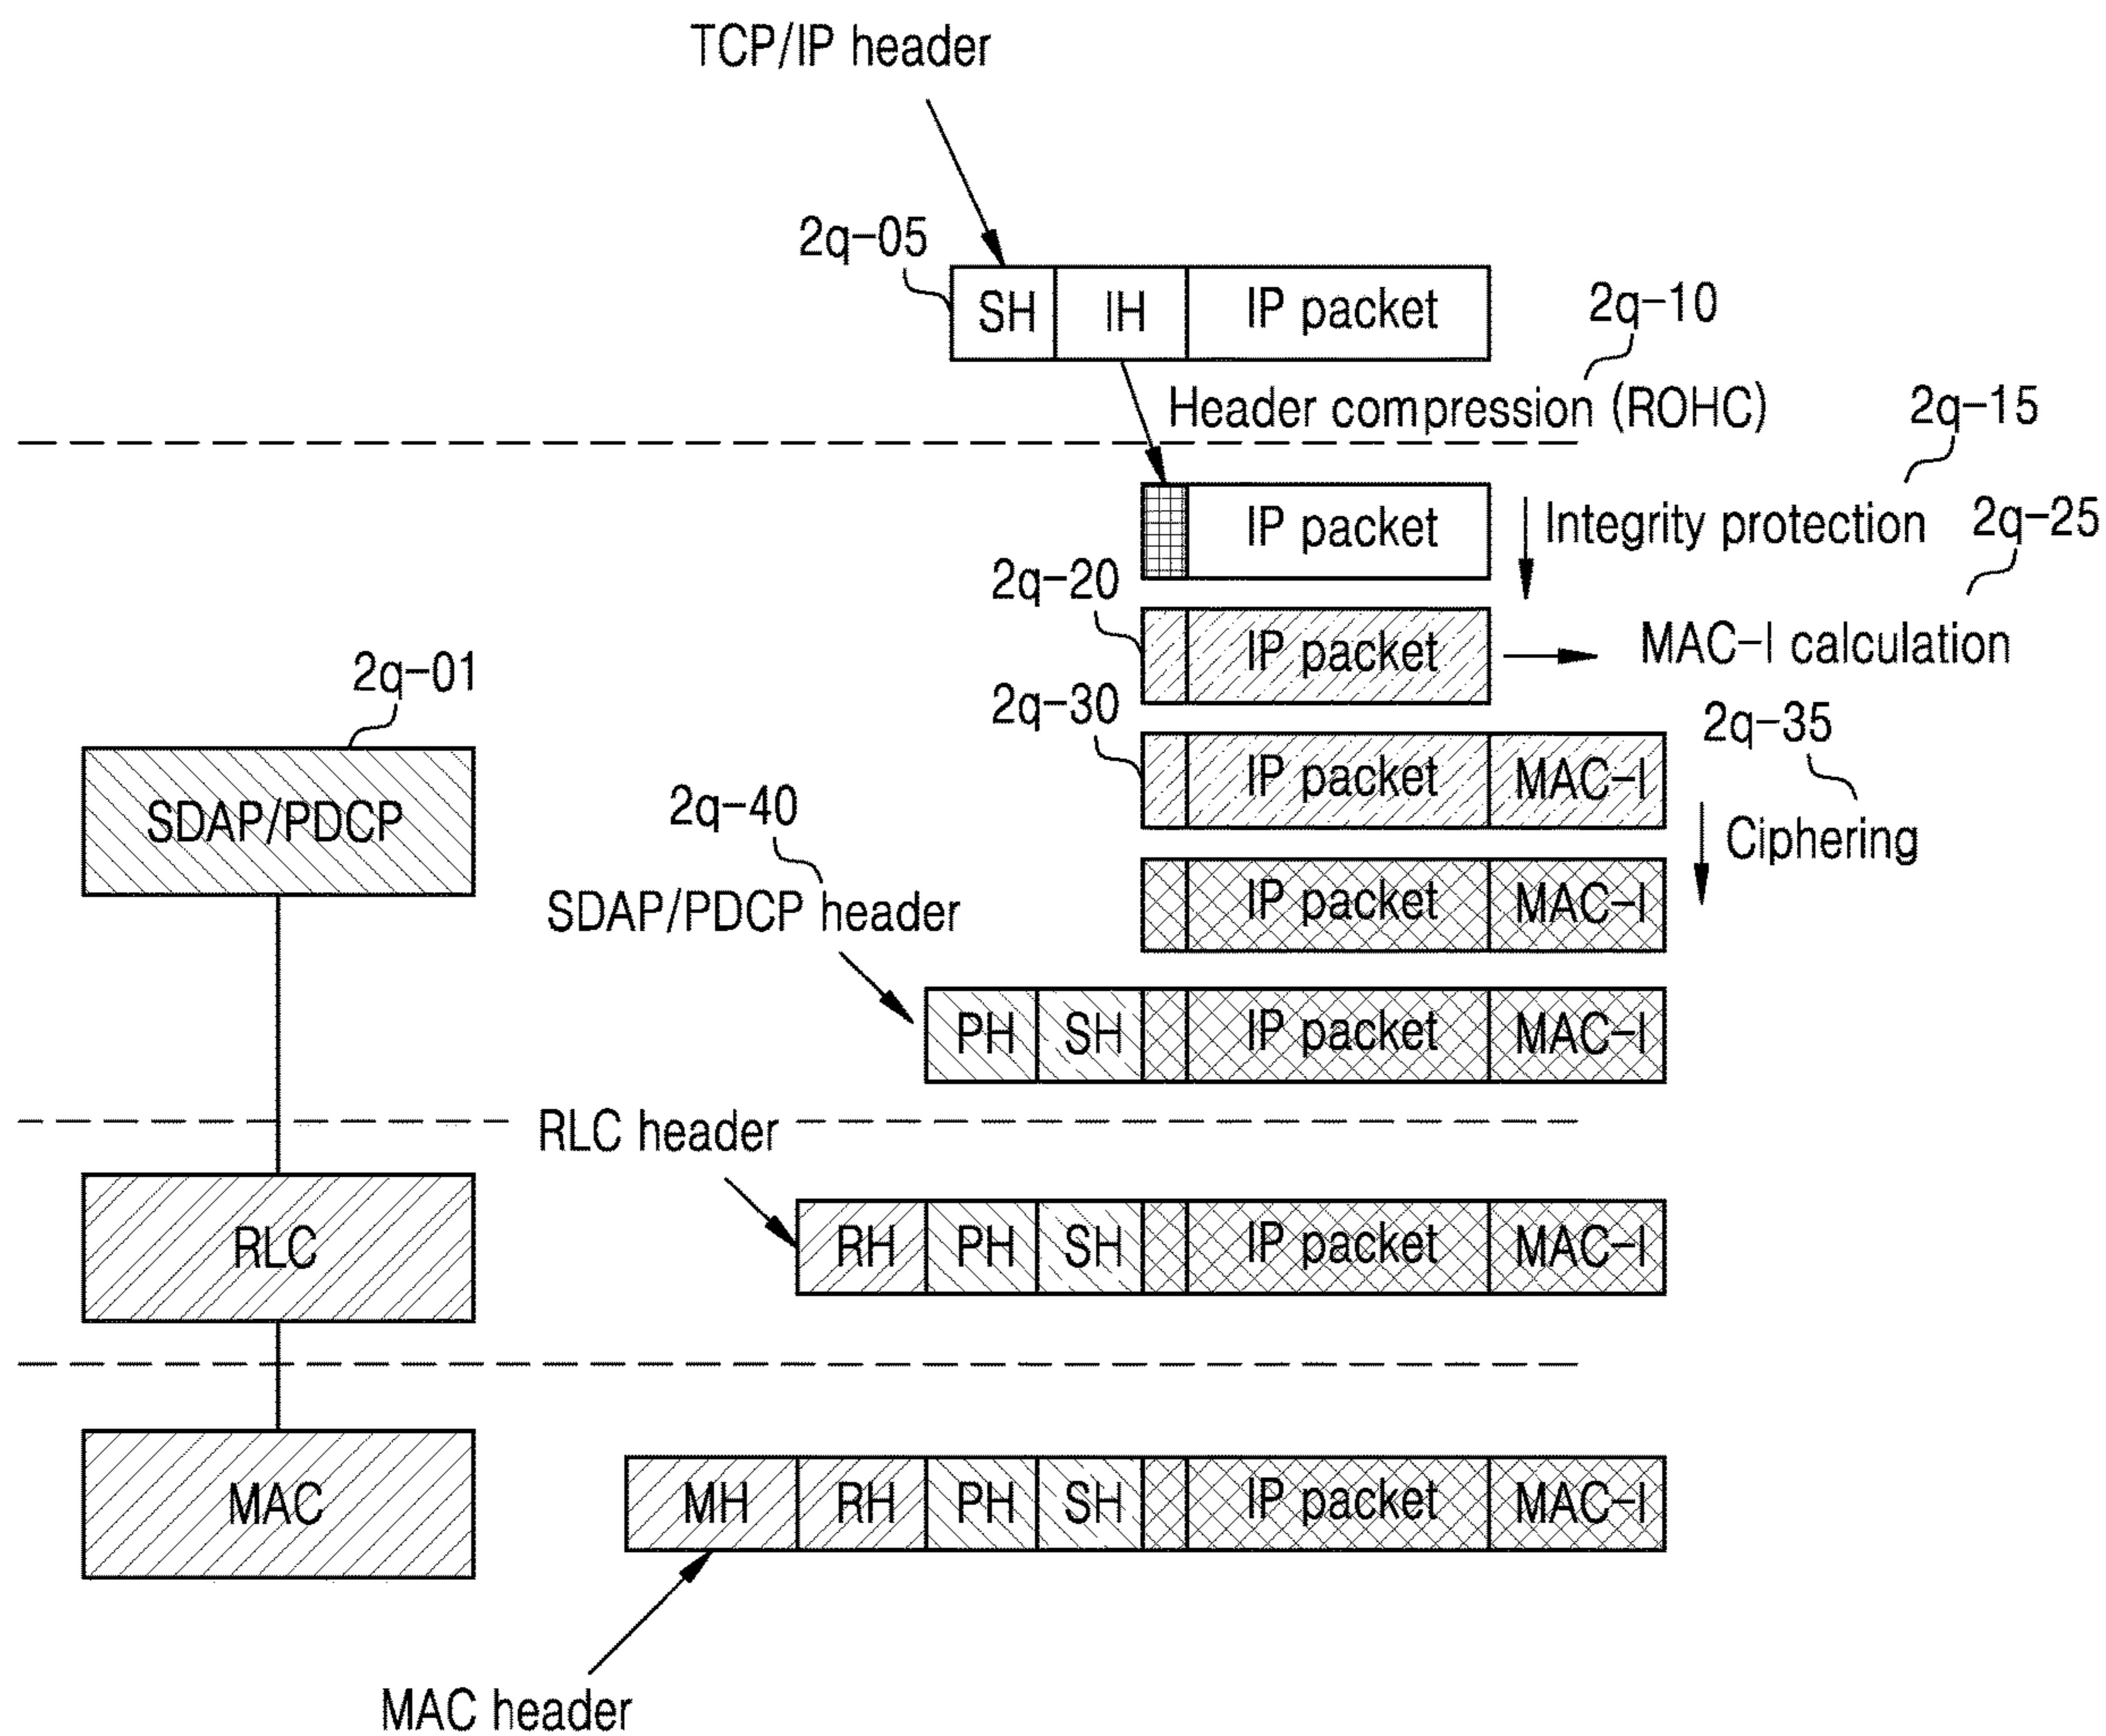 TCP/IP header
2q-05
SH IH IP packet
2q-10
Header compression (ROHC)
2q-15
IP packet
Integrity protection
2q-25
2q-20
IP packet
MAC-I calculation
2q-01
2q-30
2q-35
IP packet MAC-I
SDAP/PDCP
2q-40
Ciphering
SDAP/PDCP header
IP packet MAC-I
PH SH IP packet MAC-I
RLC header
RLC
RH PH SH IP packet MAC-I
MAC
MH RH PH SH IP packet MAC-I
MAC header